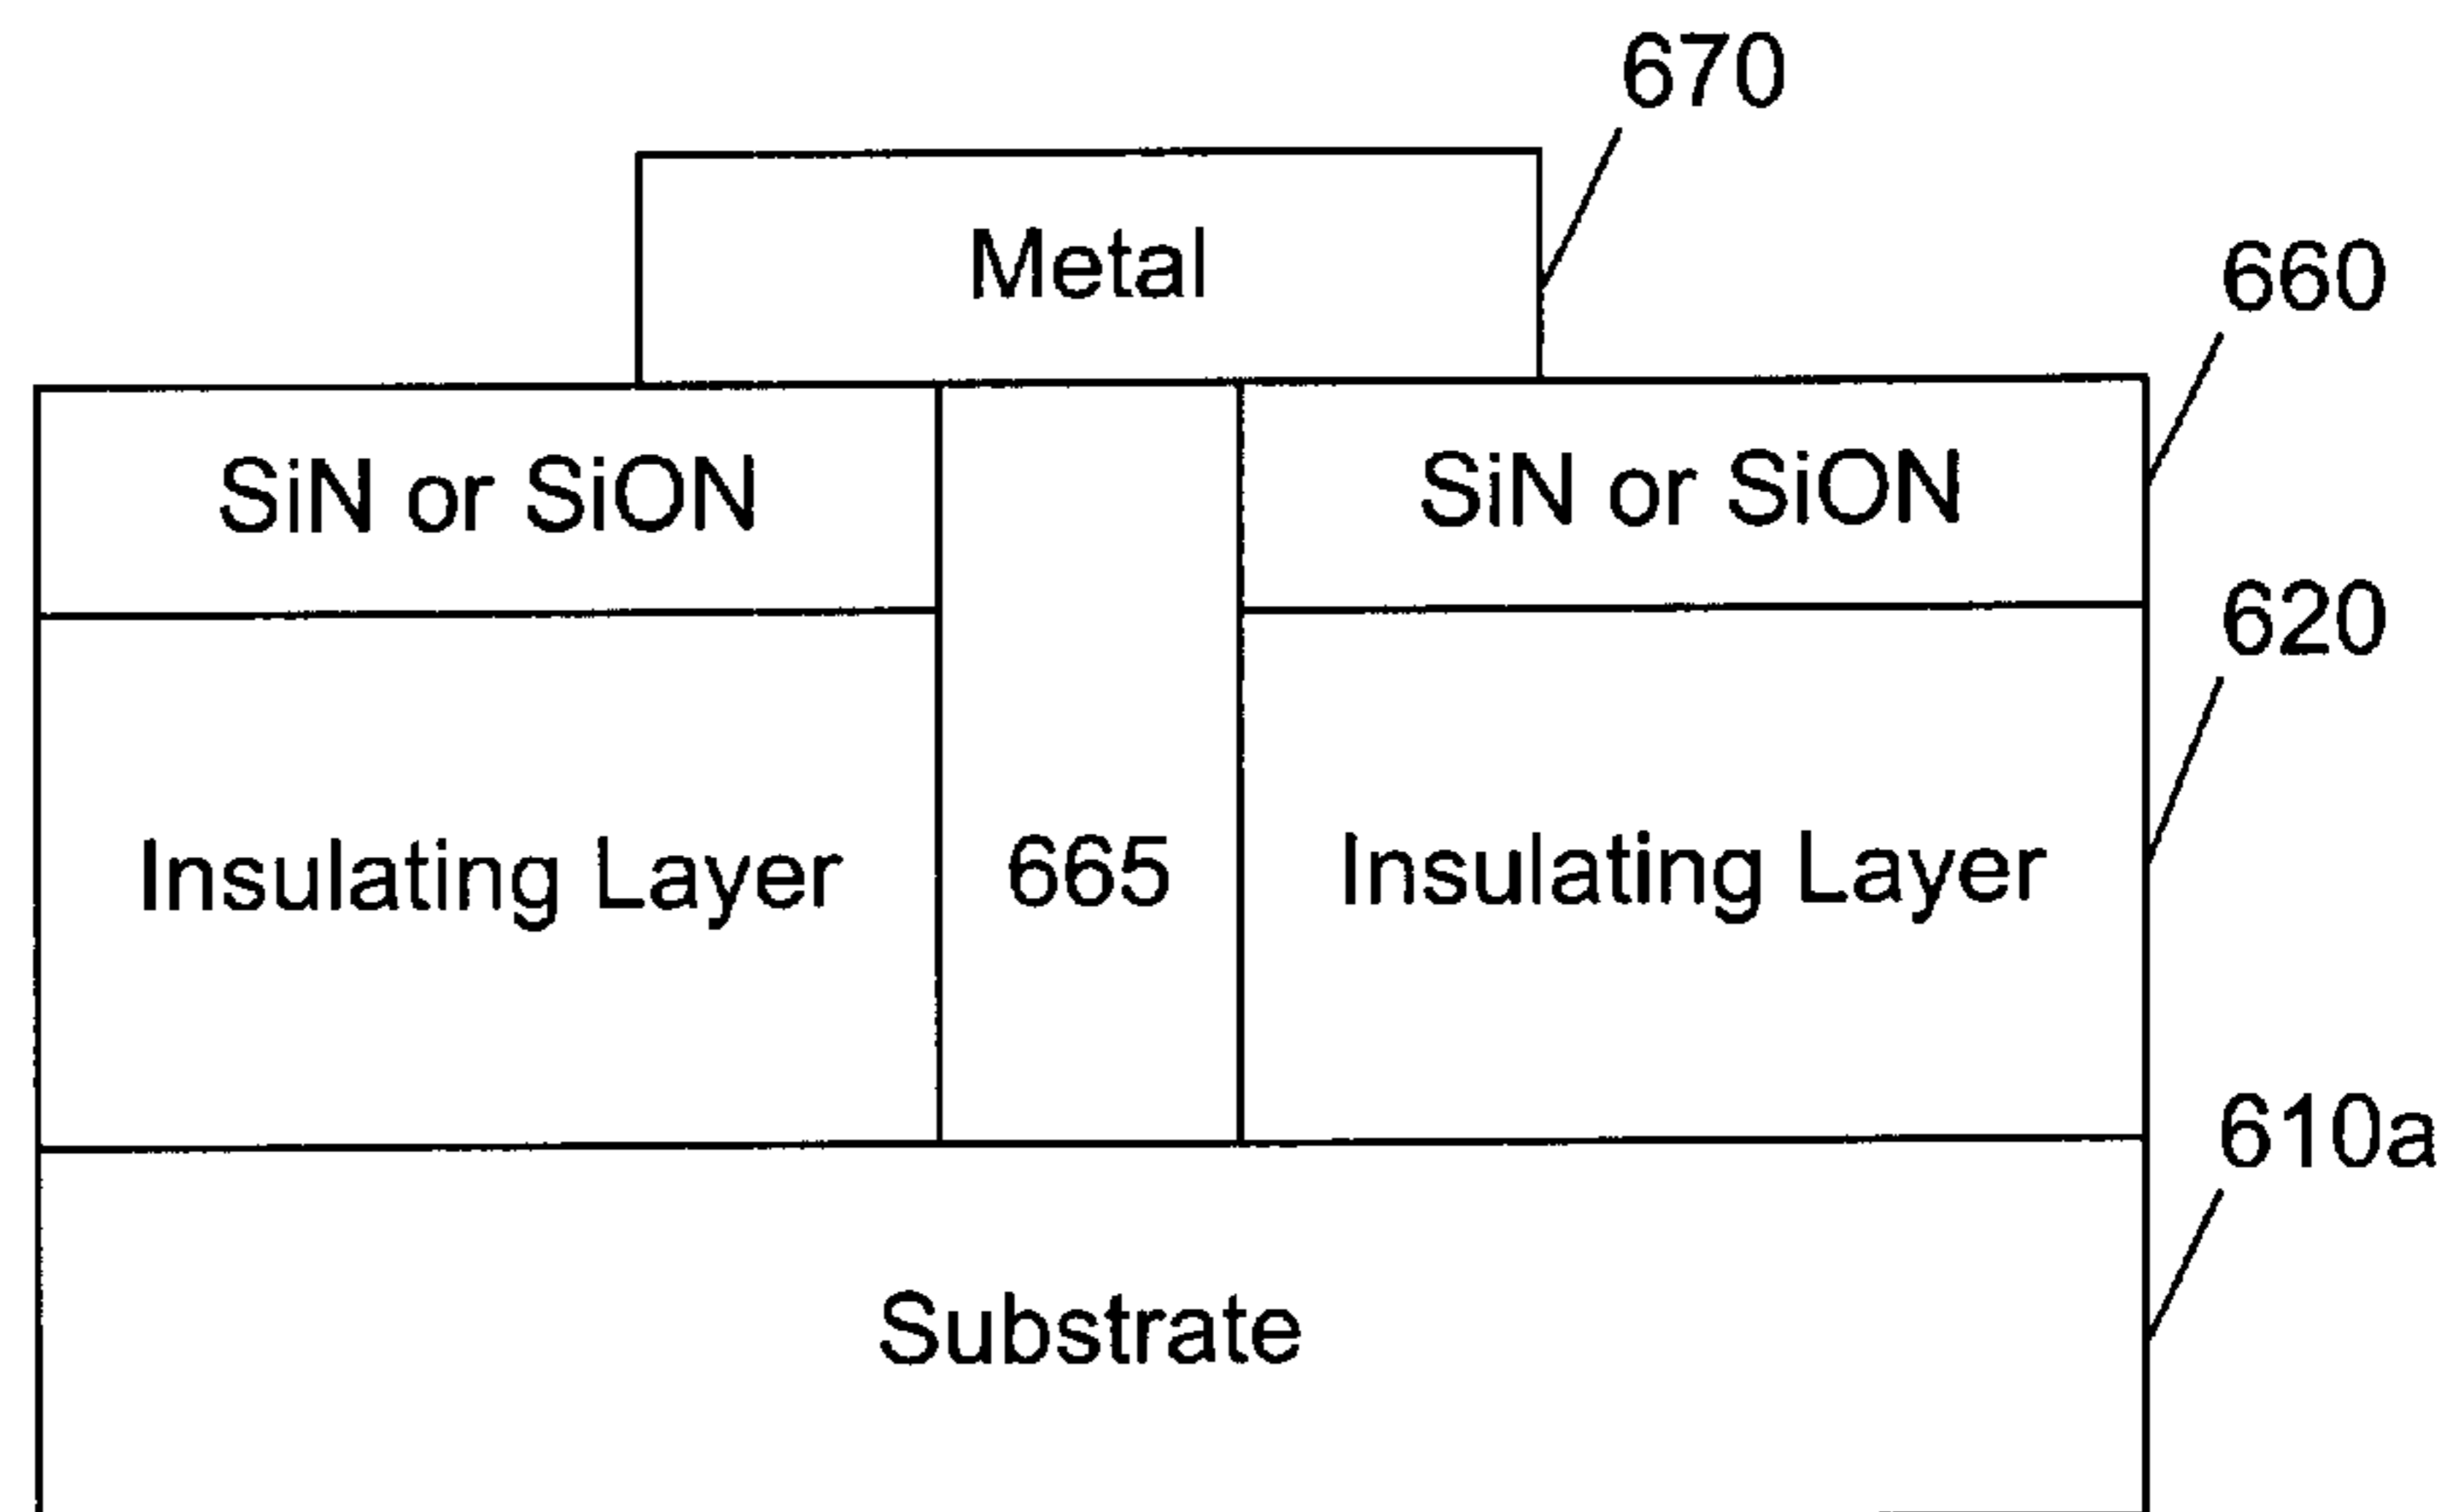 670
Metal
660
SiN or SiON
SiN or SiON
620
Insulating Layer
665
Insulating Layer
610a
Substrate